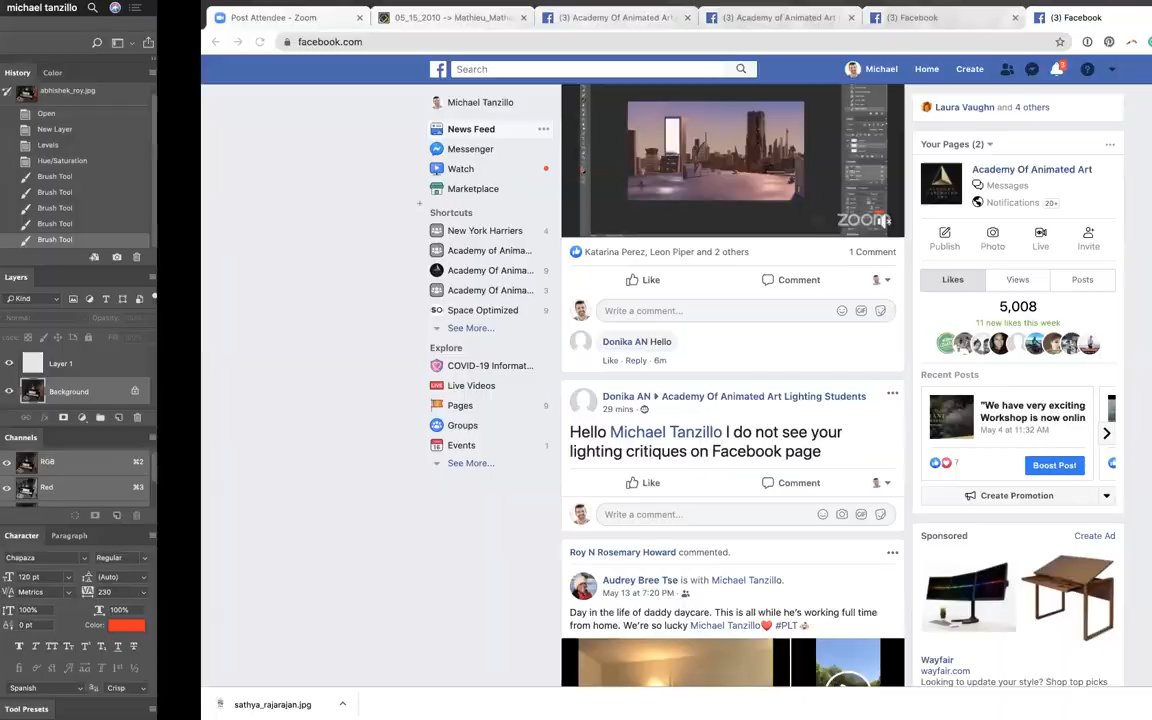 michael tanzillo
Post Attendee - Zoom
05_15_2010 -> Mathieu_Math
(3) Academy Of Animated Art
(3) Academy of Animated Art
(3) Facebook
(3) Facebook
facebook.com
Search
Michael
Home
Create
3
History
Color
abhishek_roy.jpg
Open
New Layer
Levels
Hue/Saturation
Brush Tool
Brush Tool
Brush Tool
Brush Tool
Brush Tool
Layers
Kind
Normal
Opacity:
Lock:
Fill:
Layer 1
Background
Channels
RGB
⌘2
Red
⌘3
Character
Paragraph
Chapaza
Regular
120 pt
(Auto)
Metrics
230
100%
100%
0 pt
Color:
Spanish
Crisp
Tool Presets
Michael Tanzillo
News Feed
Messenger
Watch
Marketplace
Shortcuts
New York Harriers
4
Academy of Anima...
Academy Of Anima...
9
Academy Of Anima...
3
Space Optimized
9
See More...
Explore
COVID-19 Informat...
Live Videos
Pages
9
Groups
Events
1
See More...
zoom
Katarina Perez, Leon Piper and 2 others
1 Comment
Like
Comment
Write a comment...
Donika AN Hello
Like · Reply · 6m
Donika AN ▸ Academy Of Animated Art Lighting Students
29 mins ·
Hello Michael Tanzillo I do not see your
lighting critiques on Facebook page
Like
Comment
Write a comment...
Roy N Rosemary Howard commented.
Audrey Bree Tse is with Michael Tanzillo.
May 13 at 7:20 PM ·
Day in the life of daddy daycare. This is all while he's working full time
from home. We're so lucky Michael Tanzillo❤️ #PLT
Laura Vaughn and 4 others
Your Pages (2)
Academy Of Animated Art
Messages
Notifications 20+
Publish
Photo
Live
Invite
Likes
Views
Posts
5,008
11 new likes this week
Recent Posts
"We have very exciting
Workshop is now onlin
May 4 at 11:32 AM
7
Boost Post
Create Promotion
Sponsored
Create Ad
Wayfair
wayfair.com
Looking to update your style? Shop top picks
sathya_rajarajan.jpg